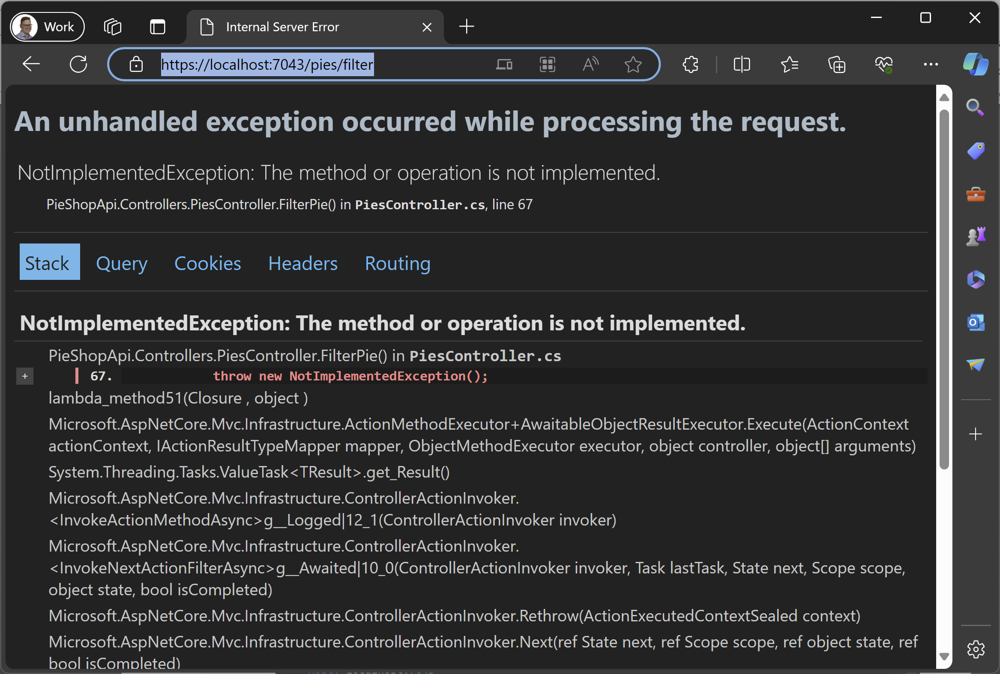 Work
Internal Server Error
https://localhost:7043/pies/filter
An unhandled exception occurred while processing the request.
NotImplementedException: The method or operation is not implemented.
PieShopApi.Controllers.PiesController.FilterPie() in PiesController.cs, line 67
Stack Query Cookies Headers Routing
NotImplementedException: The method or operation is not implemented.
PieShopApi.Controllers.PiesController.FilterPie() in PiesController.cs
+ 67. throw new NotImplementedException();
lambda_method51(Closure , object )
Microsoft.AspNetCore.Mvc.Infrastructure.ActionMethodExecutor+AwaitableObjectResultExecutor.Execute(ActionContext
actionContext, IActionResultTypeMapper mapper, ObjectMethodExecutor executor, object controller, object[] arguments)
System.Threading.Tasks.ValueTask<TResult>.get_Result()
Microsoft.AspNetCore.Mvc.Infrastructure.ControllerActionInvoker.
<InvokeActionMethodAsync>g__Logged|12_1(ControllerActionInvoker invoker)
Microsoft.AspNetCore.Mvc.Infrastructure.ControllerActionInvoker.
<InvokeNextActionFilterAsync>g__Awaited|10_0(ControllerActionInvoker invoker, Task lastTask, State next, Scope scope,
object state, bool isCompleted)
Microsoft.AspNetCore.Mvc.Infrastructure.ControllerActionInvoker.Rethrow(ActionExecutedContextSealed context)
Microsoft.AspNetCore.Mvc.Infrastructure.ControllerActionInvoker.Next(ref State next, ref Scope scope, ref object state, ref
bool isCompleted)